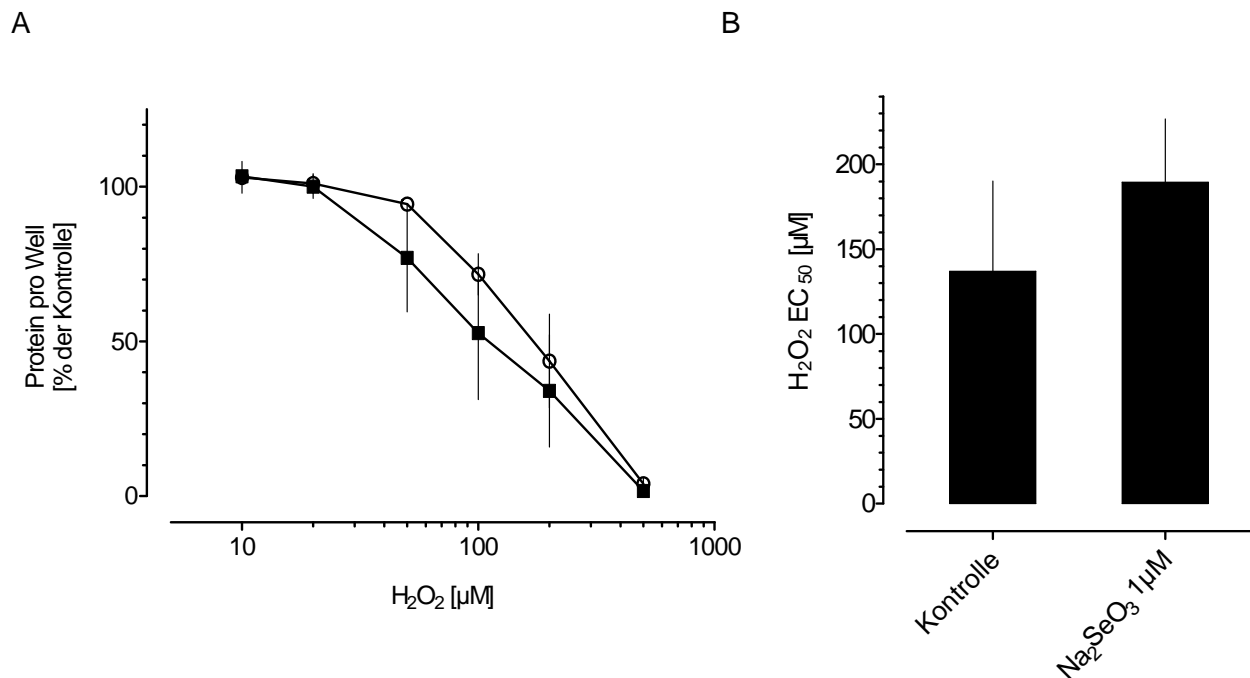 A
B
100
50
0
Protein pro Well
[% der Kontrolle]
10
100
1000
H₂O₂ [µM]
200
150
100
50
0
H₂O₂ EC₅₀ [µM]
Kontrolle
Na₂SeO₃ 1µM